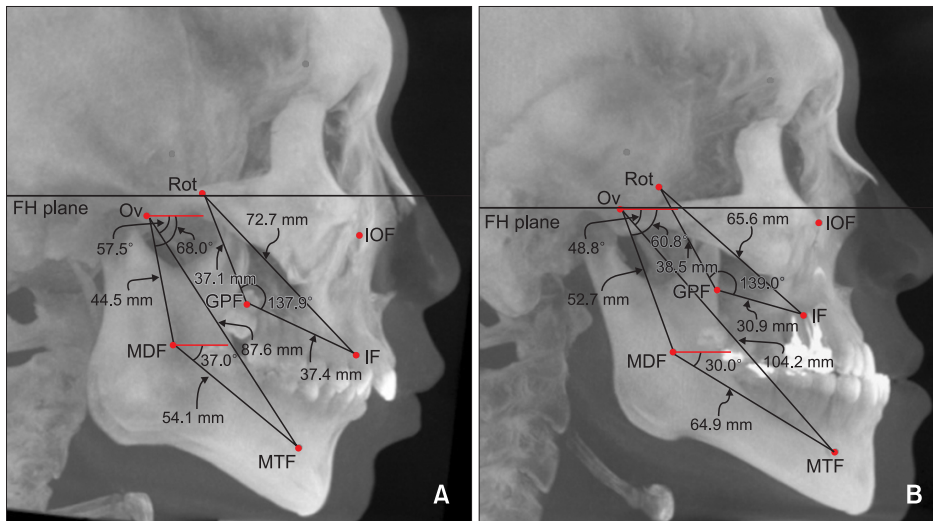 Rot
FH plane
Ov
72.7 mm
IOF
57.5°
68.0°
37.1 mm
44.5 mm
GPF
137.9°
MDF
37.0°
87.6 mm
IF
37.4 mm
54.1 mm
MTF
A
Rot
Ov
FH plane
65.6 mm
IOF
48.8°
60.8°
38.5 mm
139.0°
52.7 mm
GPF
IF
30.9 mm
MDF
30.0°
104.2 mm
64.9 mm
MTF
B